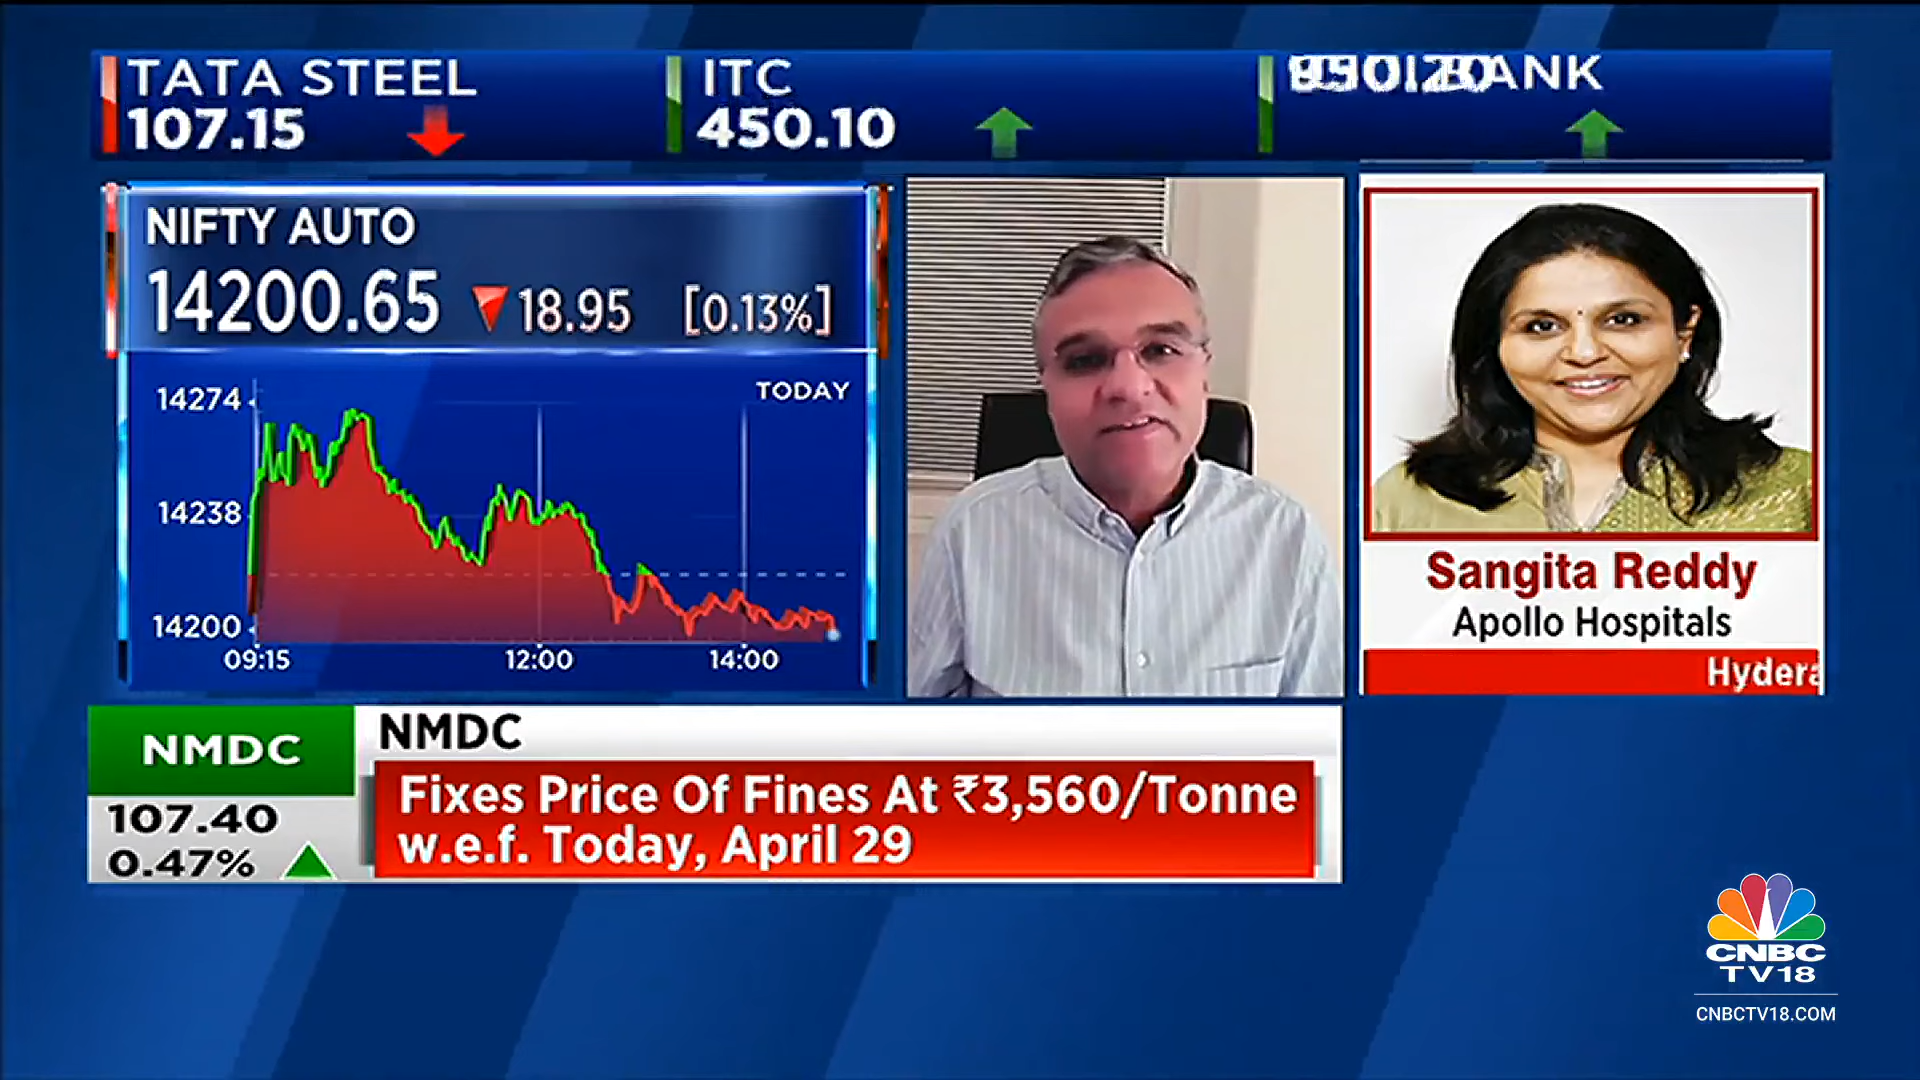 TATA STEEL
107.15
ITC
450.10
BANK
NIFTY AUTO
14200.65 ▼18.95 [0.13%]
TODAY
14274
14238
14200
09:15 12:00 14:00
Sangita Reddy
Apollo Hospitals
Hydera
NMDC
107.40
0.47%
NMDC
Fixes Price Of Fines At ₹3,560/Tonne
w.e.f. Today, April 29
CNBC
TV18
CNBCTV18.COM